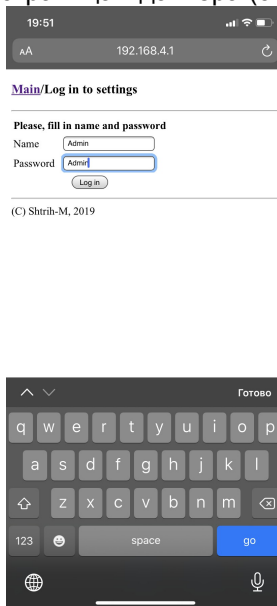 19:51
AA 192.168.4.1
Main/Log in to settings
Please, fill in name and password
Name Admin
Password Admin
Log in
(C) Shtrih-M, 2019
Готово
q w e r t y u i o p
a s d f g h j k l
z x c v b n m
123 space go